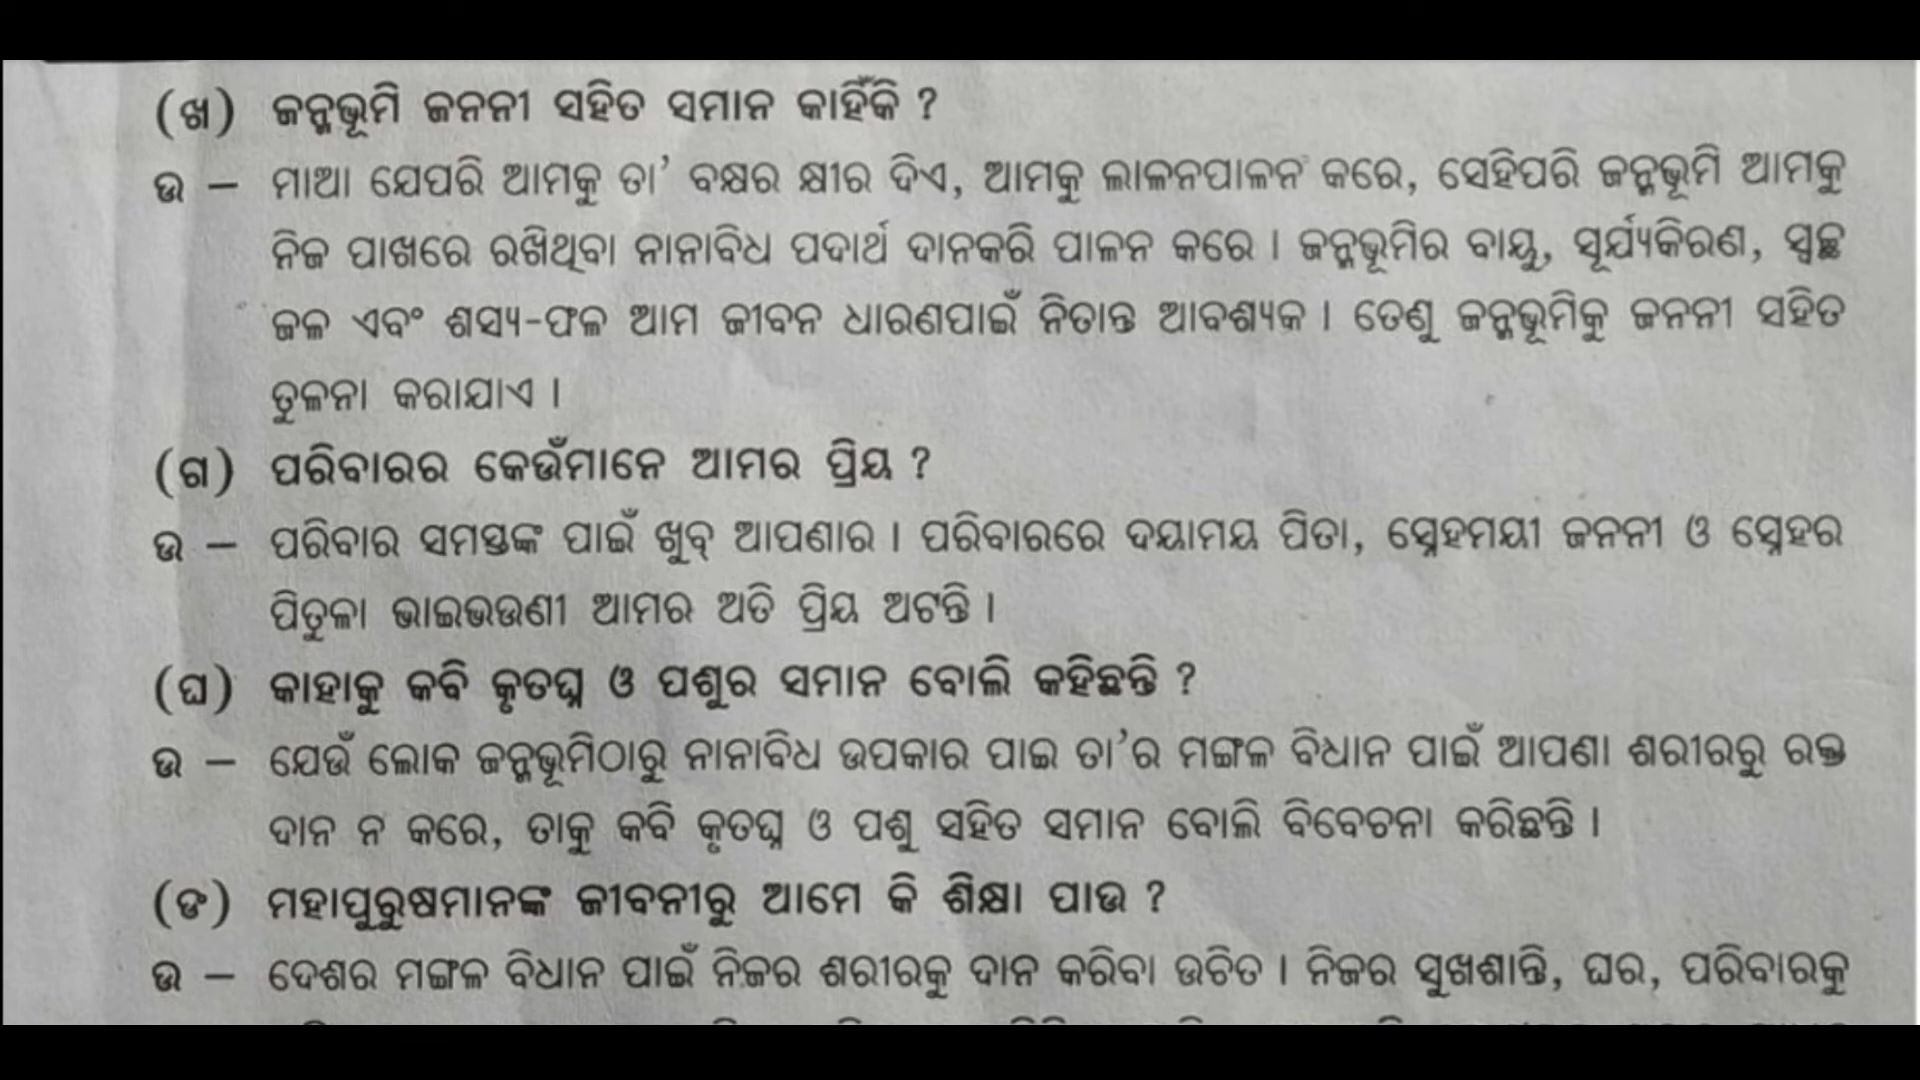 (ଖ) ଜନ୍ମଭୂମି ଜନନୀ ସହିତ ସମାନ କାହିଁକି ?
ଉ – ମାଆ ଯେପରି ଆମକୁ ତା’ ବକ୍ଷର କ୍ଷୀର ଦିଏ, ଆମକୁ ଲାଳନପାଳନ କରେ, ସେହିପରି ଜନ୍ମଭୂମି ଆମକୁ
ନିଜ ପାଖରେ ରଖିଥିବା ନାନାବିଧ ପଦାର୍ଥ ଦାନକରି ପାଳନ କରେ । ଜନ୍ମଭୂମିର ବାୟୁ, ସୂର୍ଯ୍ୟକିରଣ, ସ୍ୱଚ୍ଛ
ଜଳ ଏବଂ ଶସ୍ୟ-ଫଳ ଆମ ଜୀବନ ଧାରଣପାଇଁ ନିତାନ୍ତ ଆବଶ୍ୟକ । ତେଣୁ ଜନ୍ମଭୂମିକୁ ଜନନୀ ସହିତ
ତୁଳନା କରାଯାଏ ।
(ଗ) ପରିବାରର କେଉଁମାନେ ଆମର ପ୍ରିୟ ?
ଉ – ପରିବାର ସମସ୍ତଙ୍କ ପାଇଁ ଖୁବ୍ ଆପଣାର । ପରିବାରରେ ଦୟାମୟ ପିତା, ସ୍ନେହମୟୀ ଜନନୀ ଓ ସ୍ନେହର
ପିତୁଳା ଭାଇଭଉଣୀ ଆମର ଅତି ପ୍ରିୟ ଅଟନ୍ତି ।
(ଘ) କାହାକୁ କବି କୃତଘ୍ନ ଓ ପଶୁର ସମାନ ବୋଲି କହିଛନ୍ତି ?
ଉ – ଯେଉଁ ଲୋକ ଜନ୍ମଭୂମିଠାରୁ ନାନାବିଧ ଉପକାର ପାଇ ତା’ର ମଙ୍ଗଳ ବିଧାନ ପାଇଁ ଆପଣା ଶରୀରରୁ ରକ୍ତ
ଦାନ ନ କରେ, ତାକୁ କବି କୃତଘ୍ନ ଓ ପଶୁ ସହିତ ସମାନ ବୋଲି ବିବେଚନା କରିଛନ୍ତି ।
(ଙ) ମହାପୁରୁଷମାନଙ୍କ ଜୀବନୀରୁ ଆମେ କି ଶିକ୍ଷା ପାଉ ?
ଉ – ଦେଶର ମଙ୍ଗଳ ବିଧାନ ପାଇଁ ନିଜର ଶରୀରକୁ ଦାନ କରିବା ଉଚିତ । ନିଜର ସୁଖଶାନ୍ତି, ଘର, ପରିବାରକୁ